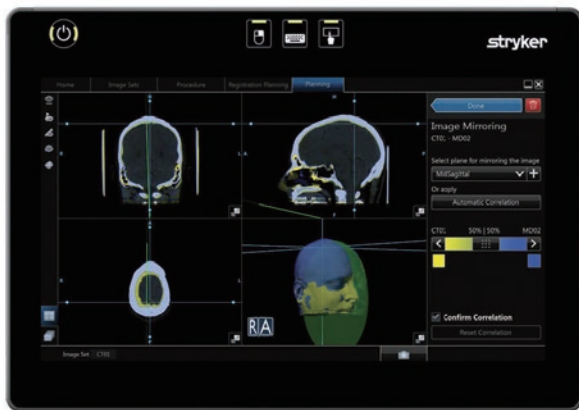 stryker
Home Image Sets Procedure Registration Planning Planning
Done
Image Mirroring
CT01 - MD02
Select plane for mirroring the image
MidSagittal
Or apply
Automatic Correlation
CT01 50% | 50% MD02
Confirm Correlation
Reset Correlation
R A
Image Set CT01